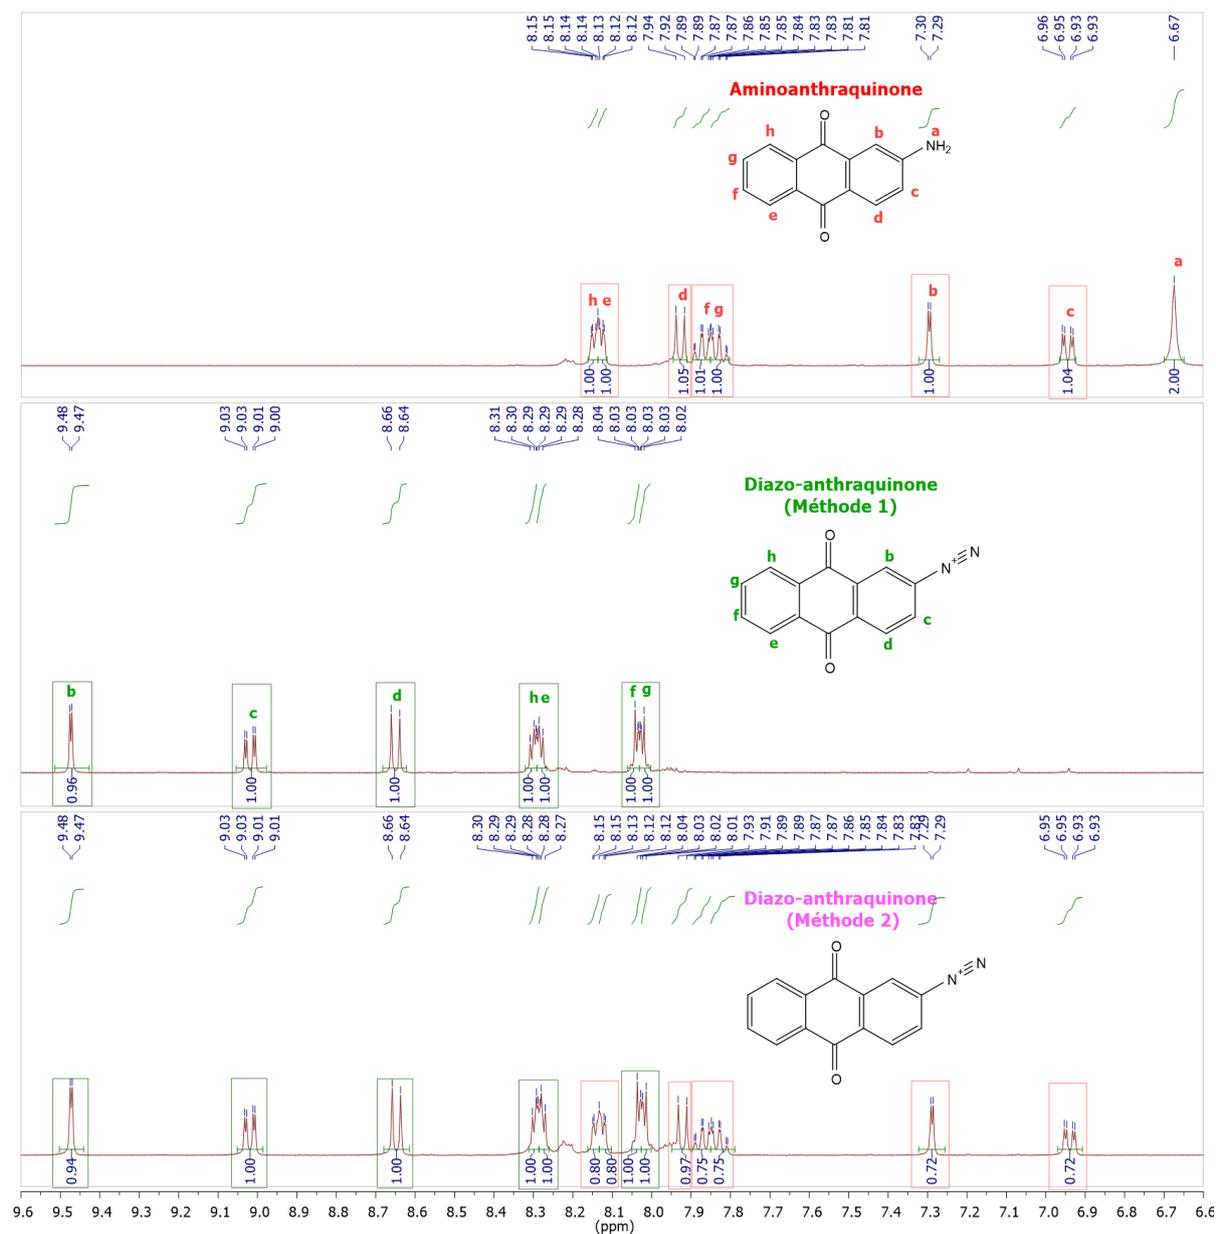 8.15 8.15 8.14 8.14 8.13 8.12 8.12 7.94 7.92 7.89 7.89 7.87 7.87 7.86 7.85 7.85 7.84 7.83 7.83 7.81 7.81 7.30 7.29 6.96 6.95 6.93 6.93 6.67
Aminoanthraquinone
O
h b a
NH₂
g
f c
e d
O
a
h e d f g b c
1.00 1.00 1.05 1.01 1.00 1.00 1.04 2.00
9.48 9.47 9.03 9.03 9.01 9.00 8.66 8.64 8.31 8.30 8.29 8.29 8.29 8.28 8.04 8.03 8.03 8.03 8.03 8.02
Diazo-anthraquinone
(Méthode 1)
O
h b N⁺ N
g
f c
e d
O
b c d h e f g
0.96 1.00 1.00 1.00 1.00 1.00 1.00
9.48 9.47 9.03 9.03 9.01 9.01 8.66 8.64 8.30 8.29 8.29 8.28 8.28 8.27 8.15 8.15 8.13 8.12 8.12 8.04 8.03 8.02 8.01 7.93 7.91 7.89 7.89 7.87 7.87 7.86 7.85 7.84 7.83 7.29 6.95 6.95 6.93 6.93
Diazo-anthraquinone
(Méthode 2)
O
N⁺ N
O
0.94 1.00 1.00 1.00 1.00 0.80 0.80 1.00 1.00 0.97 0.75 0.75 0.72 0.72
9.6 9.5 9.4 9.3 9.2 9.1 9.0 8.9 8.8 8.7 8.6 8.5 8.4 8.3 8.2 8.1 8.0 7.9 7.8 7.7 7.6 7.5 7.4 7.3 7.2 7.1 7.0 6.9 6.8 6.7 6.6
(ppm)